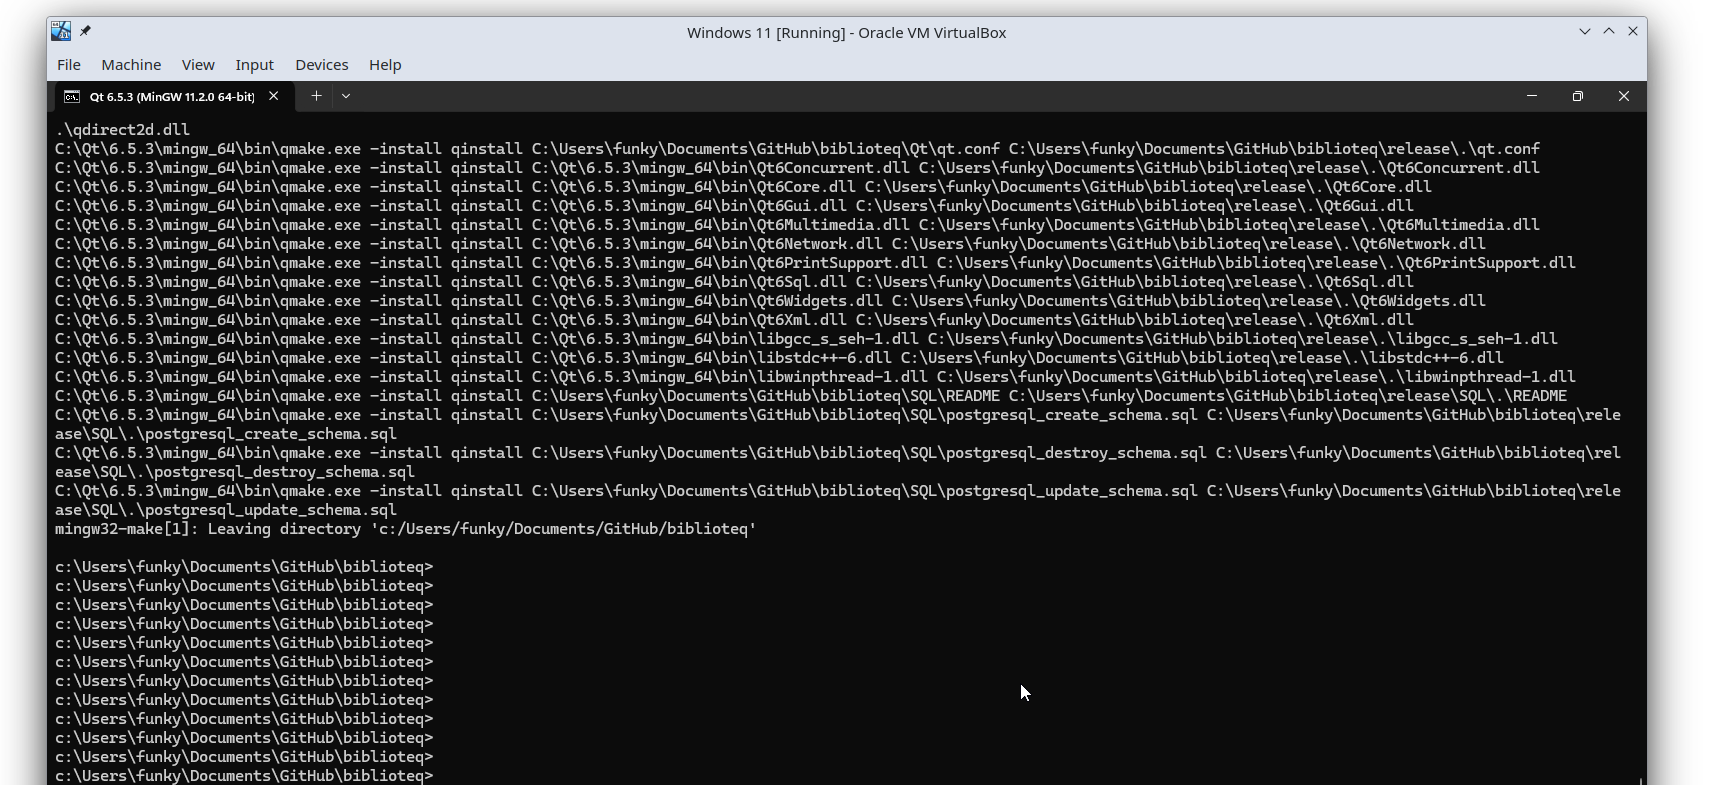 Windows 11 [Running] - Oracle VM VirtualBox
File Machine View Input Devices Help
Qt 6.5.3 (MinGW 11.2.0 64-bit)
.\qdirect2d.dll
C:\Qt\6.5.3\mingw_64\bin\qmake.exe -install qinstall C:\Users\funky\Documents\GitHub\biblioteq\Qt\qt.conf C:\Users\funky\Documents\GitHub\biblioteq\release\.\qt.conf
C:\Qt\6.5.3\mingw_64\bin\qmake.exe -install qinstall C:\Qt\6.5.3\mingw_64\bin\Qt6Concurrent.dll C:\Users\funky\Documents\GitHub\biblioteq\release\.\Qt6Concurrent.dll
C:\Qt\6.5.3\mingw_64\bin\qmake.exe -install qinstall C:\Qt\6.5.3\mingw_64\bin\Qt6Core.dll C:\Users\funky\Documents\GitHub\biblioteq\release\.\Qt6Core.dll
C:\Qt\6.5.3\mingw_64\bin\qmake.exe -install qinstall C:\Qt\6.5.3\mingw_64\bin\Qt6Gui.dll C:\Users\funky\Documents\GitHub\biblioteq\release\.\Qt6Gui.dll
C:\Qt\6.5.3\mingw_64\bin\qmake.exe -install qinstall C:\Qt\6.5.3\mingw_64\bin\Qt6Multimedia.dll C:\Users\funky\Documents\GitHub\biblioteq\release\.\Qt6Multimedia.dll
C:\Qt\6.5.3\mingw_64\bin\qmake.exe -install qinstall C:\Qt\6.5.3\mingw_64\bin\Qt6Network.dll C:\Users\funky\Documents\GitHub\biblioteq\release\.\Qt6Network.dll
C:\Qt\6.5.3\mingw_64\bin\qmake.exe -install qinstall C:\Qt\6.5.3\mingw_64\bin\Qt6PrintSupport.dll C:\Users\funky\Documents\GitHub\biblioteq\release\.\Qt6PrintSupport.dll
C:\Qt\6.5.3\mingw_64\bin\qmake.exe -install qinstall C:\Qt\6.5.3\mingw_64\bin\Qt6Sql.dll C:\Users\funky\Documents\GitHub\biblioteq\release\.\Qt6Sql.dll
C:\Qt\6.5.3\mingw_64\bin\qmake.exe -install qinstall C:\Qt\6.5.3\mingw_64\bin\Qt6Widgets.dll C:\Users\funky\Documents\GitHub\biblioteq\release\.\Qt6Widgets.dll
C:\Qt\6.5.3\mingw_64\bin\qmake.exe -install qinstall C:\Qt\6.5.3\mingw_64\bin\Qt6Xml.dll C:\Users\funky\Documents\GitHub\biblioteq\release\.\Qt6Xml.dll
C:\Qt\6.5.3\mingw_64\bin\qmake.exe -install qinstall C:\Qt\6.5.3\mingw_64\bin\libgcc_s_seh-1.dll C:\Users\funky\Documents\GitHub\biblioteq\release\.\libgcc_s_seh-1.dll
C:\Qt\6.5.3\mingw_64\bin\qmake.exe -install qinstall C:\Qt\6.5.3\mingw_64\bin\libstdc++-6.dll C:\Users\funky\Documents\GitHub\biblioteq\release\.\libstdc++-6.dll
C:\Qt\6.5.3\mingw_64\bin\qmake.exe -install qinstall C:\Qt\6.5.3\mingw_64\bin\libwinpthread-1.dll C:\Users\funky\Documents\GitHub\biblioteq\release\.\libwinpthread-1.dll
C:\Qt\6.5.3\mingw_64\bin\qmake.exe -install qinstall C:\Users\funky\Documents\GitHub\biblioteq\SQL\README C:\Users\funky\Documents\GitHub\biblioteq\release\SQL\.\README
C:\Qt\6.5.3\mingw_64\bin\qmake.exe -install qinstall C:\Users\funky\Documents\GitHub\biblioteq\SQL\postgresql_create_schema.sql C:\Users\funky\Documents\GitHub\biblioteq\rele
ase\SQL\.\postgresql_create_schema.sql
C:\Qt\6.5.3\mingw_64\bin\qmake.exe -install qinstall C:\Users\funky\Documents\GitHub\biblioteq\SQL\postgresql_destroy_schema.sql C:\Users\funky\Documents\GitHub\biblioteq\rel
ease\SQL\.\postgresql_destroy_schema.sql
C:\Qt\6.5.3\mingw_64\bin\qmake.exe -install qinstall C:\Users\funky\Documents\GitHub\biblioteq\SQL\postgresql_update_schema.sql C:\Users\funky\Documents\GitHub\biblioteq\rele
ase\SQL\.\postgresql_update_schema.sql
mingw32-make[1]: Leaving directory 'c:/Users/funky/Documents/GitHub/biblioteq'
c:\Users\funky\Documents\GitHub\biblioteq>
c:\Users\funky\Documents\GitHub\biblioteq>
c:\Users\funky\Documents\GitHub\biblioteq>
c:\Users\funky\Documents\GitHub\biblioteq>
c:\Users\funky\Documents\GitHub\biblioteq>
c:\Users\funky\Documents\GitHub\biblioteq>
c:\Users\funky\Documents\GitHub\biblioteq>
c:\Users\funky\Documents\GitHub\biblioteq>
c:\Users\funky\Documents\GitHub\biblioteq>
c:\Users\funky\Documents\GitHub\biblioteq>
c:\Users\funky\Documents\GitHub\biblioteq>
c:\Users\funky\Documents\GitHub\biblioteq>